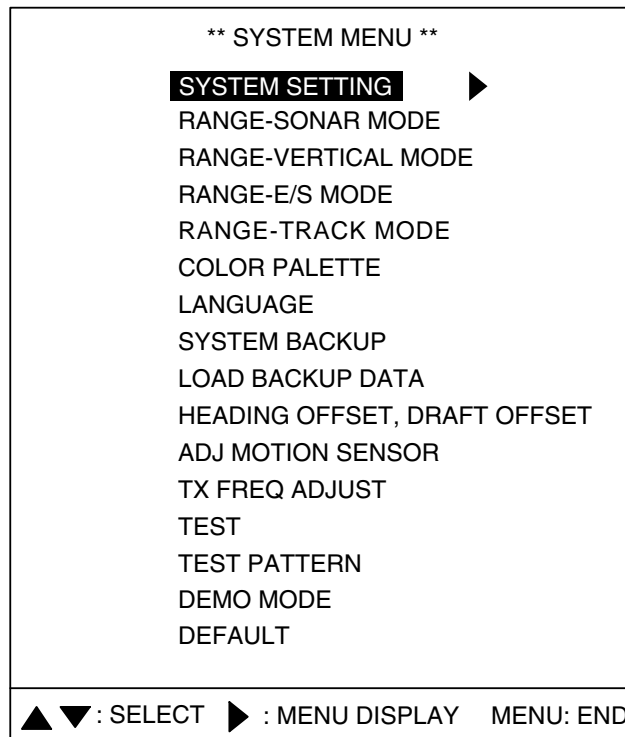 ** SYSTEM MENU **
SYSTEM SETTING ▶
RANGE-SONAR MODE
RANGE-VERTICAL MODE
RANGE-E/S MODE
RANGE-TRACK MODE
COLOR PALETTE
LANGUAGE
SYSTEM BACKUP
LOAD BACKUP DATA
HEADING OFFSET, DRAFT OFFSET
ADJ MOTION SENSOR
TX FREQ ADJUST
TEST
TEST PATTERN
DEMO MODE
DEFAULT
▲ ▼ : SELECT ▶ : MENU DISPLAY MENU: END